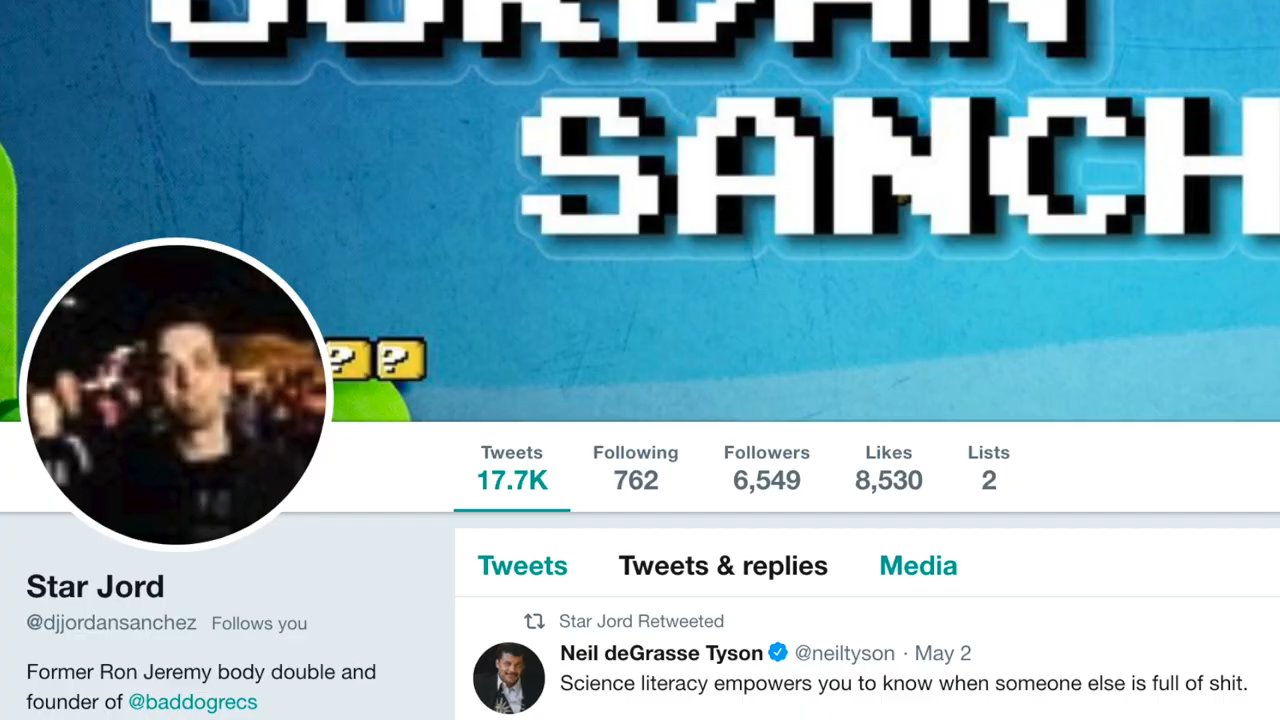 JORDAN
SANCH
? ?
Tweets Following Followers Likes Lists
17.7K 762 6,549 8,530 2
Tweets Tweets & replies Media
Star Jord Retweeted
Neil deGrasse Tyson @neiltyson · May 2
Science literacy empowers you to know when someone else is full of shit.
Star Jord
@djjordansanchez Follows you
Former Ron Jeremy body double and
founder of @baddogrecs